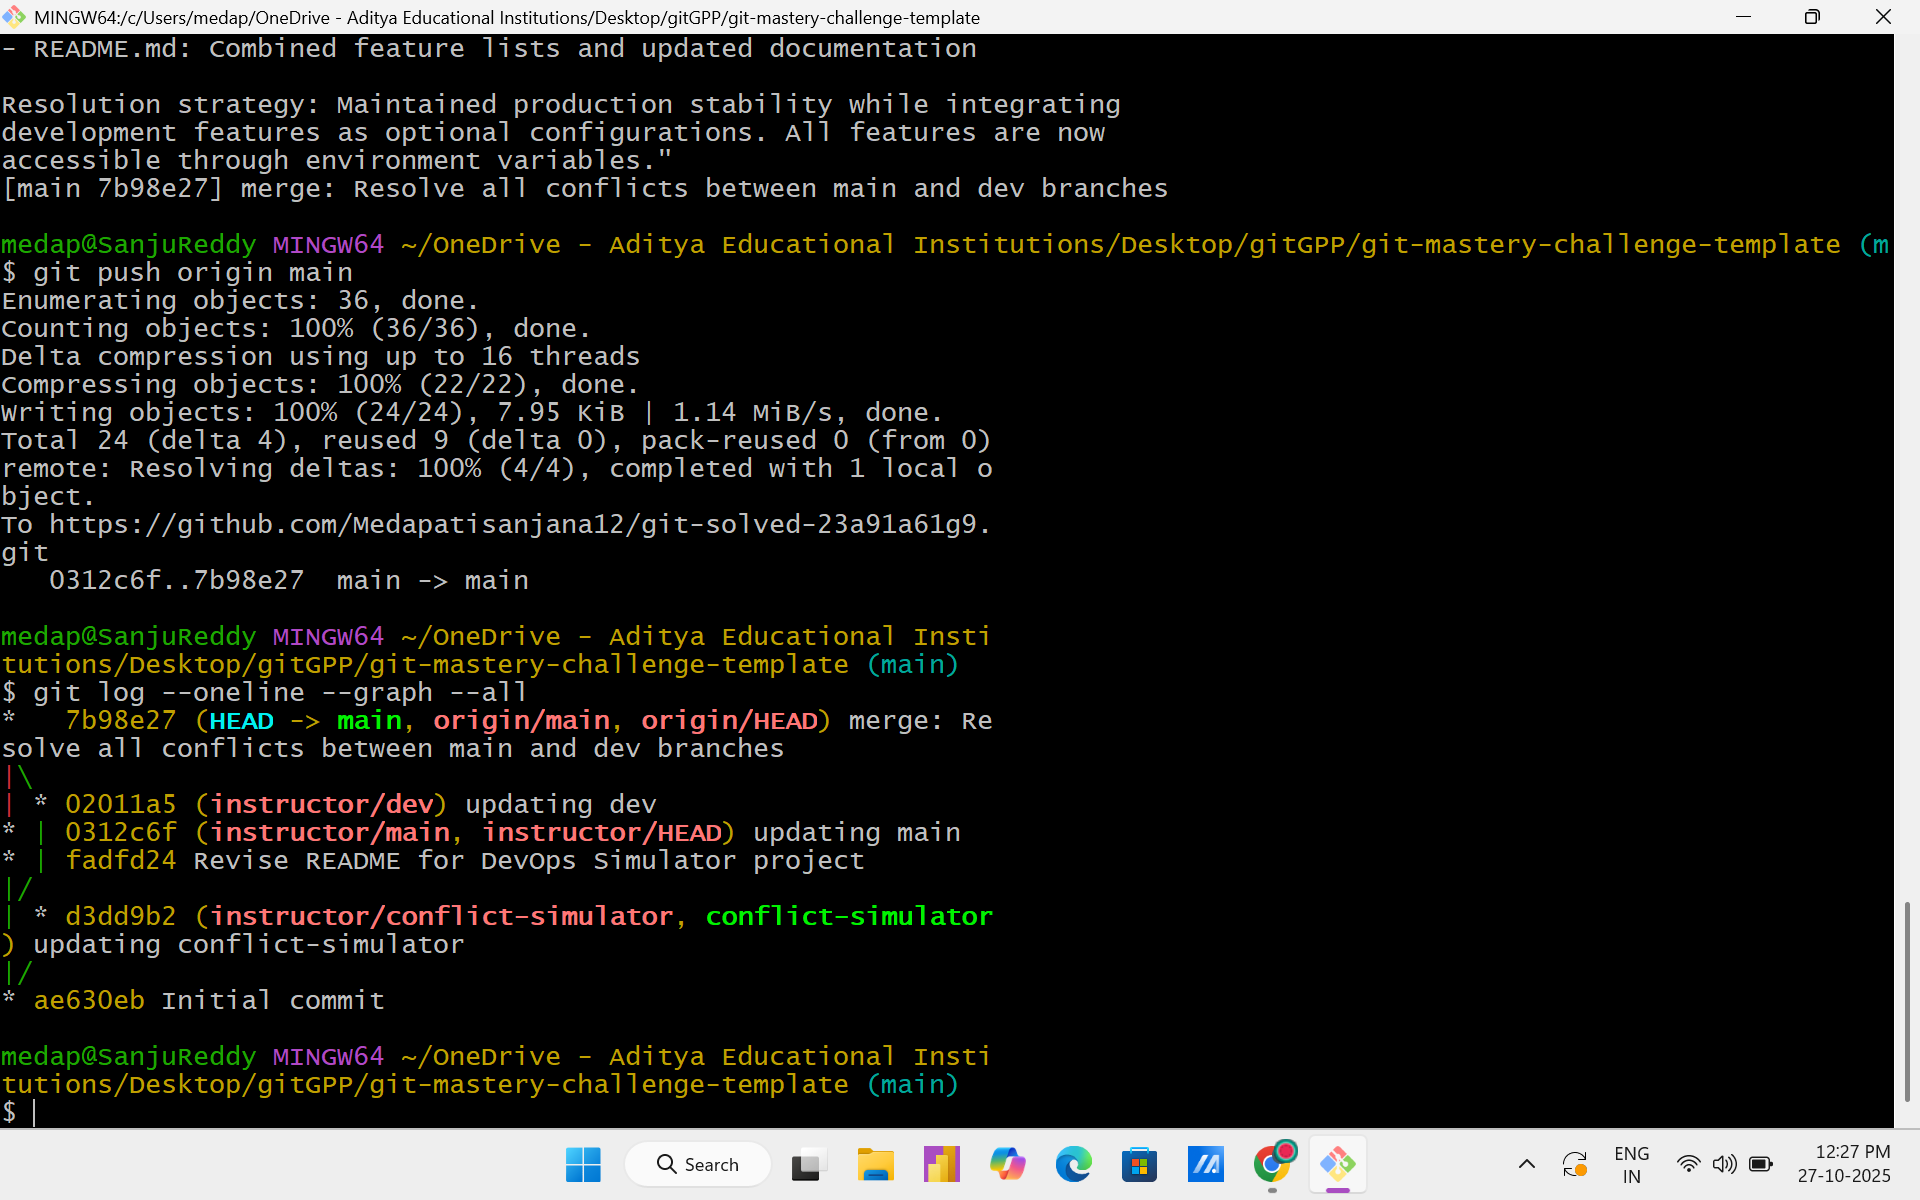 MINGW64:/c/Users/medap/OneDrive - Aditya Educational Institutions/Desktop/gitGPP/git-mastery-challenge-template
- README.md: Combined feature lists and updated documentation
Resolution strategy: Maintained production stability while integrating
development features as optional configurations. All features are now
accessible through environment variables."
[main 7b98e27] merge: Resolve all conflicts between main and dev branches
medap@SanjuReddy MINGW64 ~/OneDrive - Aditya Educational Institutions/Desktop/gitGPP/git-mastery-challenge-template (m
$ git push origin main
Enumerating objects: 36, done.
Counting objects: 100% (36/36), done.
Delta compression using up to 16 threads
Compressing objects: 100% (22/22), done.
Writing objects: 100% (24/24), 7.95 KiB | 1.14 MiB/s, done.
Total 24 (delta 4), reused 9 (delta 0), pack-reused 0 (from 0)
remote: Resolving deltas: 100% (4/4), completed with 1 local o
bject.
To https://github.com/Medapatisanjana12/git-solved-23a91a61g9.
git
   0312c6f..7b98e27  main -> main
medap@SanjuReddy MINGW64 ~/OneDrive - Aditya Educational Insti
tutions/Desktop/gitGPP/git-mastery-challenge-template (main)
$ git log --oneline --graph --all
*   7b98e27 (HEAD -> main, origin/main, origin/HEAD) merge: Re
solve all conflicts between main and dev branches
|\
| * 02011a5 (instructor/dev) updating dev
* | 0312c6f (instructor/main, instructor/HEAD) updating main
* | fadfd24 Revise README for DevOps Simulator project
|/
| * d3dd9b2 (instructor/conflict-simulator, conflict-simulator
) updating conflict-simulator
|/
* ae630eb Initial commit
medap@SanjuReddy MINGW64 ~/OneDrive - Aditya Educational Insti
tutions/Desktop/gitGPP/git-mastery-challenge-template (main)
$
Search
ENG
IN
12:27 PM
27-10-2025